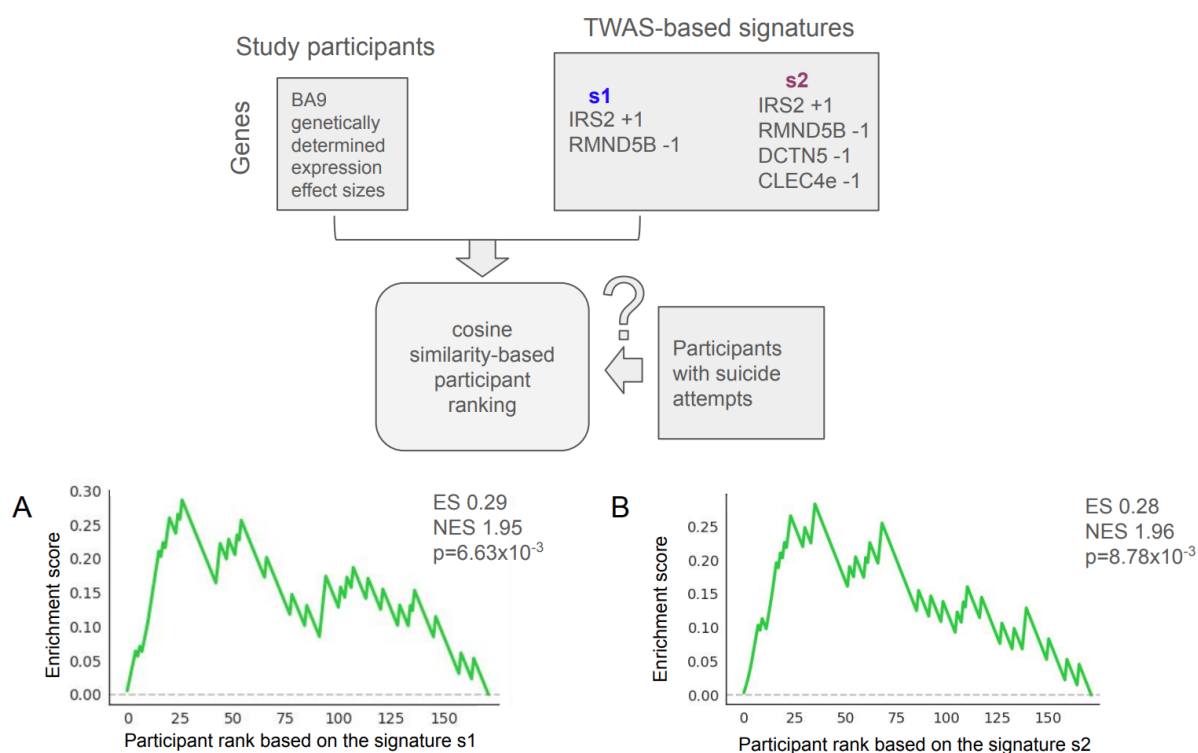 TWAS-based signatures
Study participants
Genes
BA9
genetically
determined
expression
effect sizes
s1
IRS2 +1
RMND5B -1
s2
IRS2 +1
RMND5B -1
DCTN5 -1
CLEC4e -1
cosine
similarity-based
participant
ranking
?
Participants
with suicide
attempts
A
Enrichment score
0.30
0.25
0.20
0.15
0.10
0.05
0.00
ES 0.29
NES 1.95
p=6.63x10⁻³
0 25 50 75 100 125 150
Participant rank based on the signature s1
B
Enrichment score
0.25
0.20
0.15
0.10
0.05
0.00
ES 0.28
NES 1.96
p=8.78x10⁻³
0 25 50 75 100 125 150
Participant rank based on the signature s2